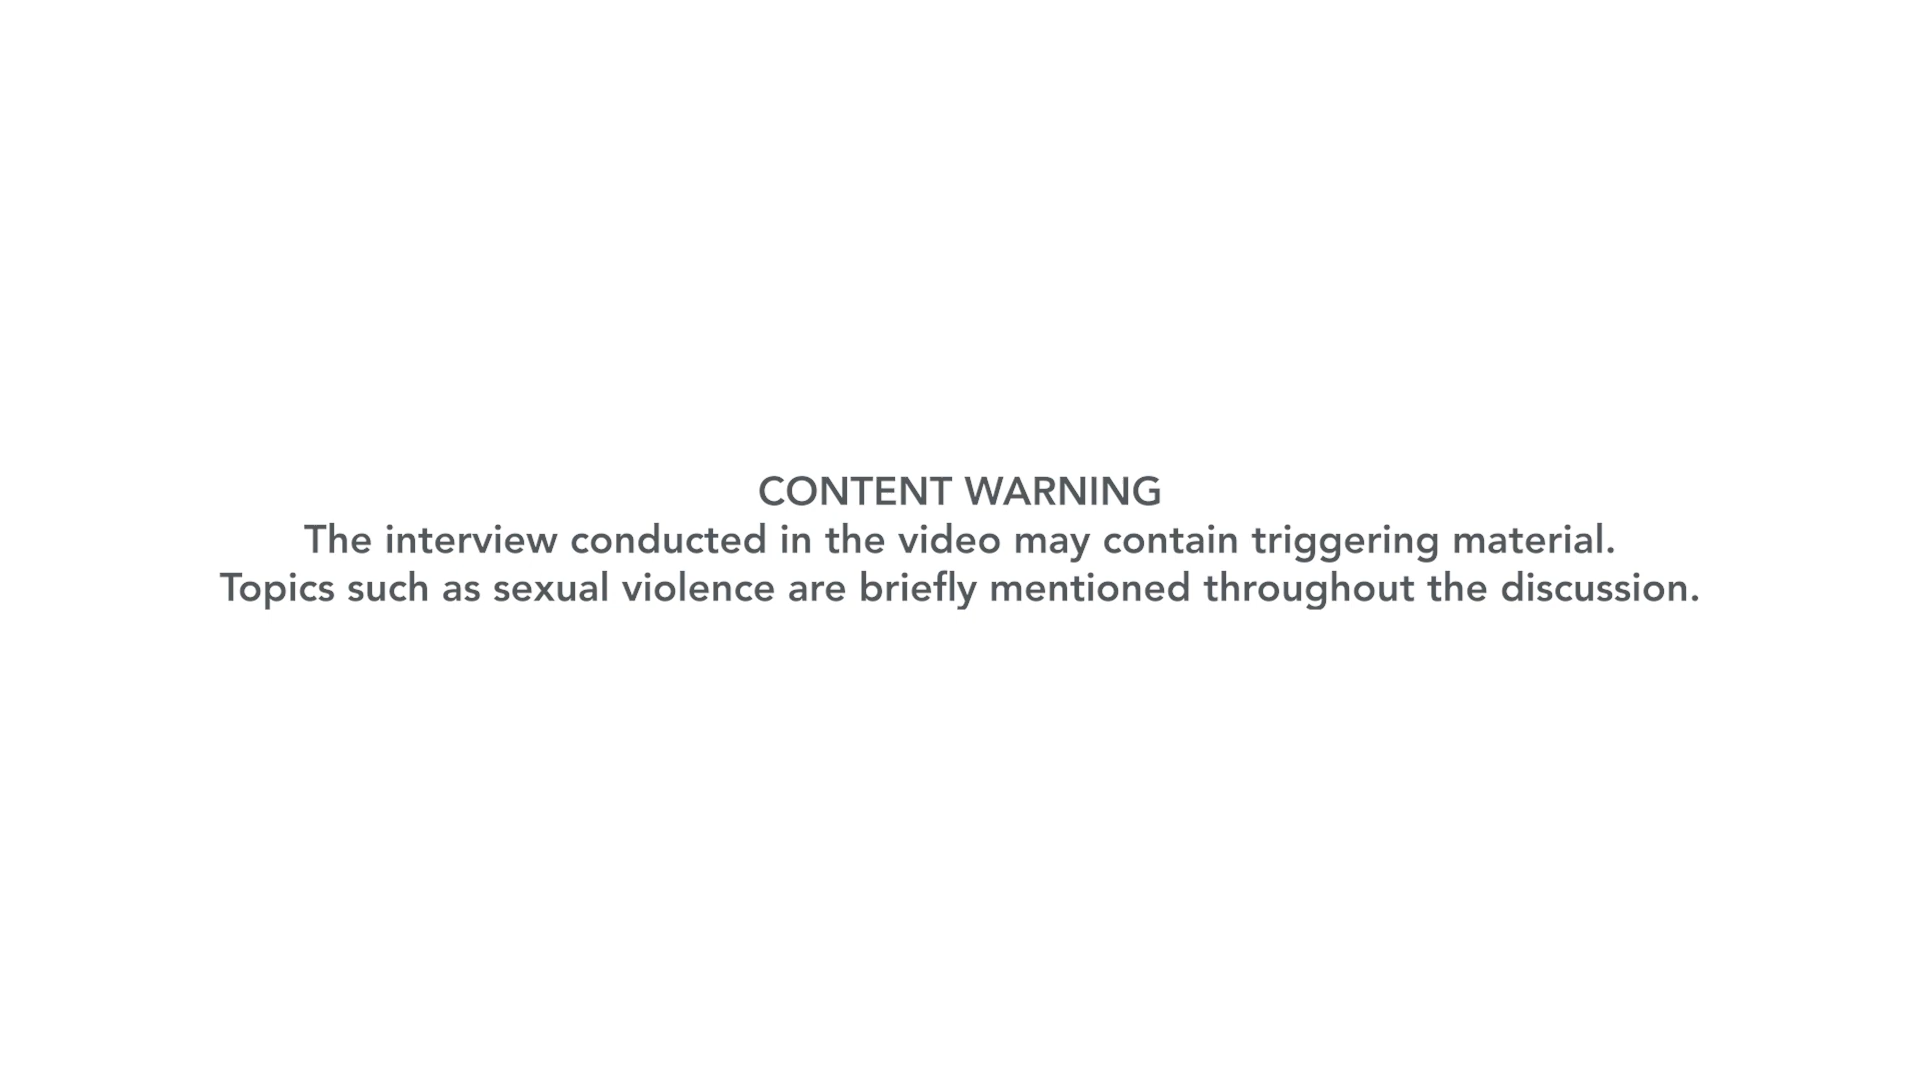 CONTENT WARNING
The interview conducted in the video may contain triggering material.
Topics such as sexual violence are briefly mentioned throughout the discussion.